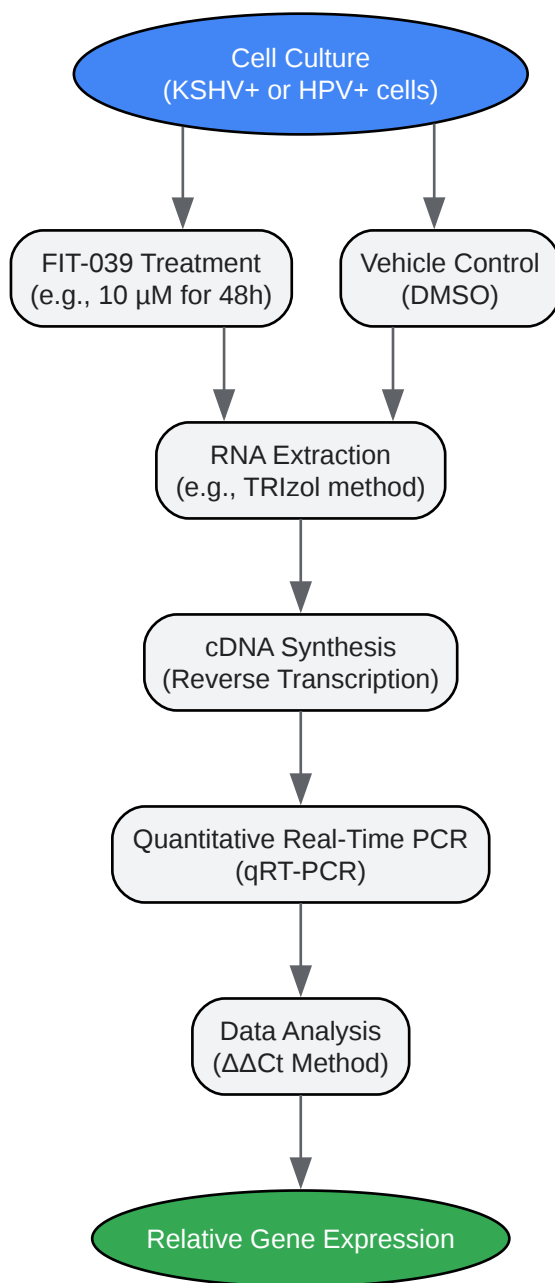 Cell Culture
(KSHV+ or HPV+ cells)
FIT-039 Treatment
(e.g., 10 µM for 48h)
Vehicle Control
(DMSO)
RNA Extraction
(e.g., TRIzol method)
cDNA Synthesis
(Reverse Transcription)
Quantitative Real-Time PCR
(qRT-PCR)
Data Analysis
(ΔΔCt Method)
Relative Gene Expression